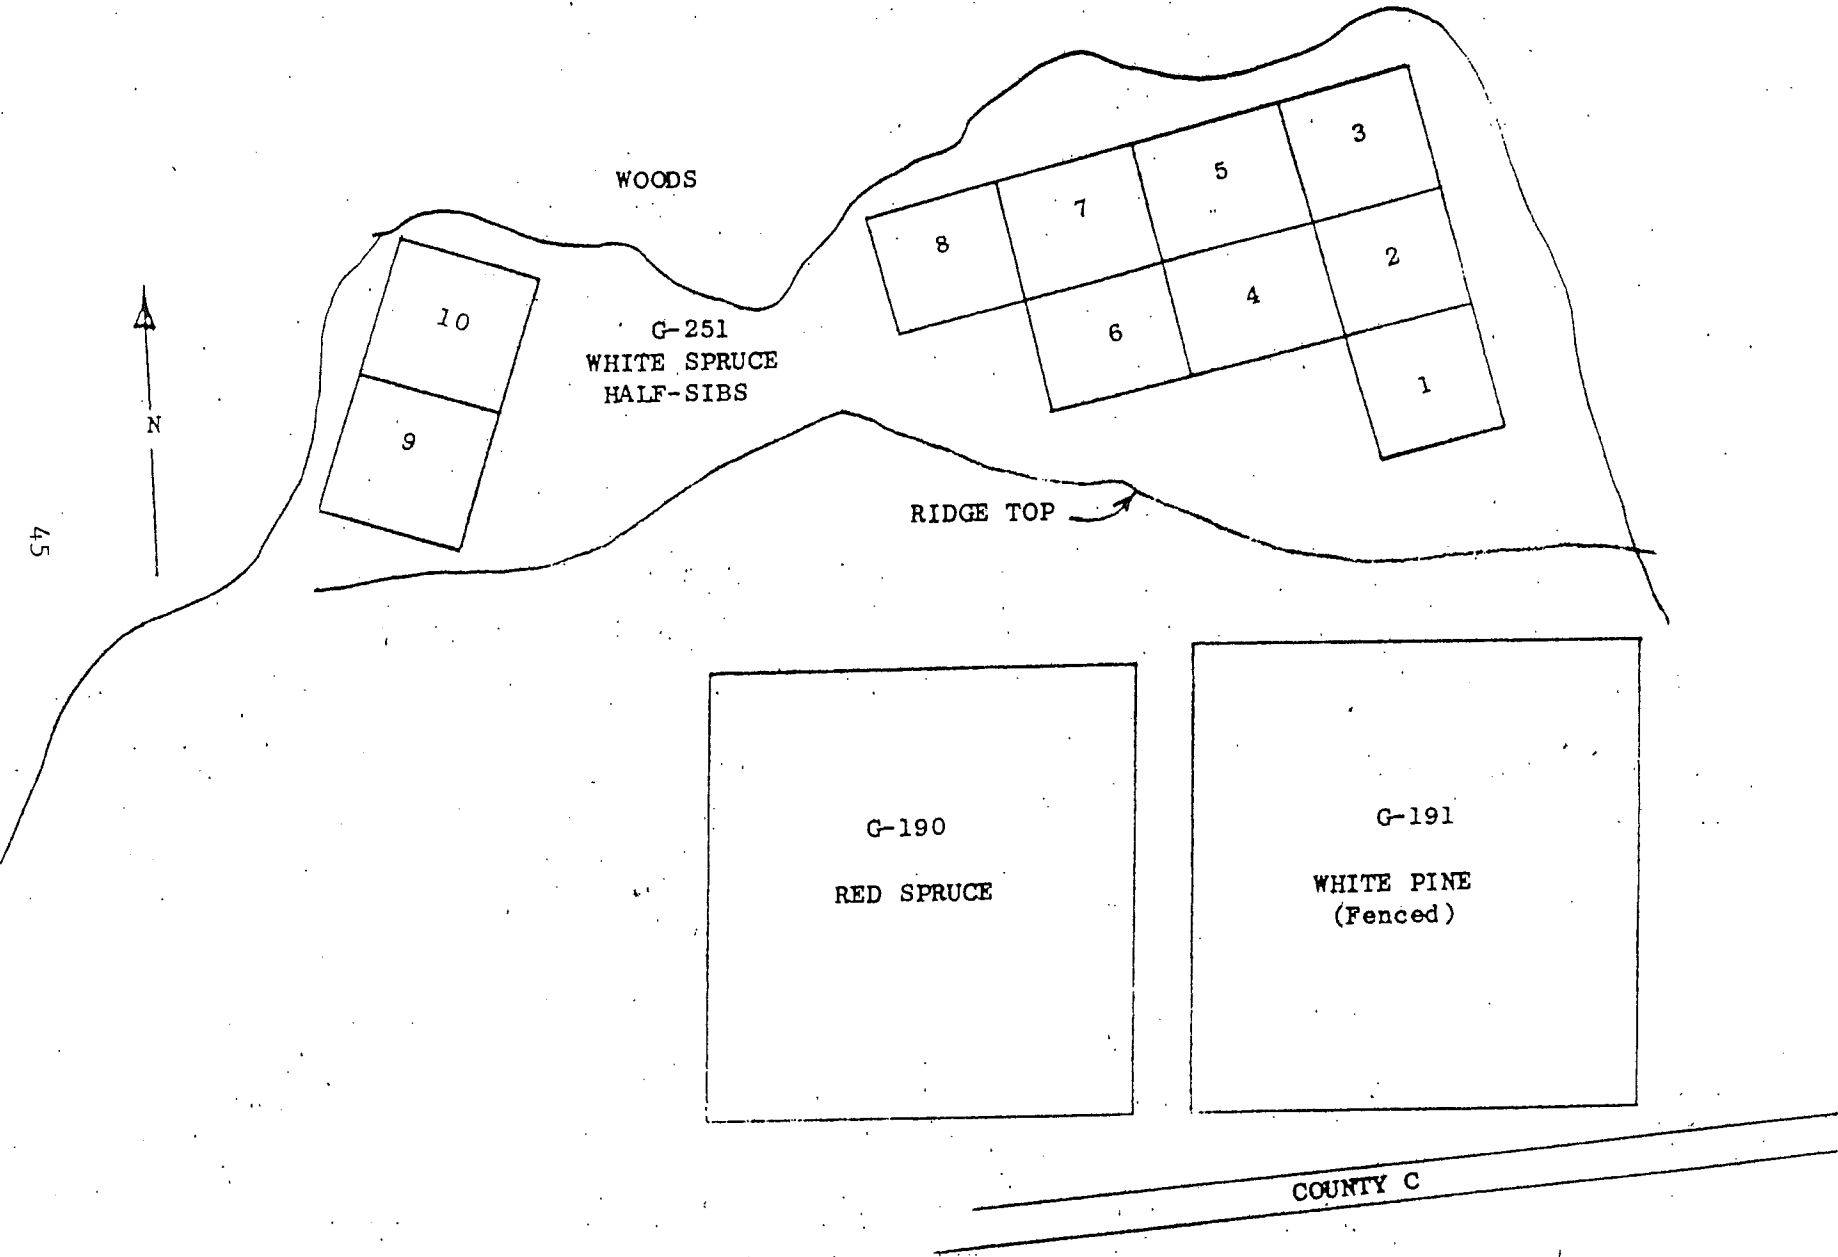 WOODS
3
5
7
8
2
4
6
1
10
9
G-251
WHITE SPRUCE
HALF-SIBS
N
RIDGE TOP
45
G-190
RED SPRUCE
G-191
WHITE PINE
(Fenced)
COUNTY C